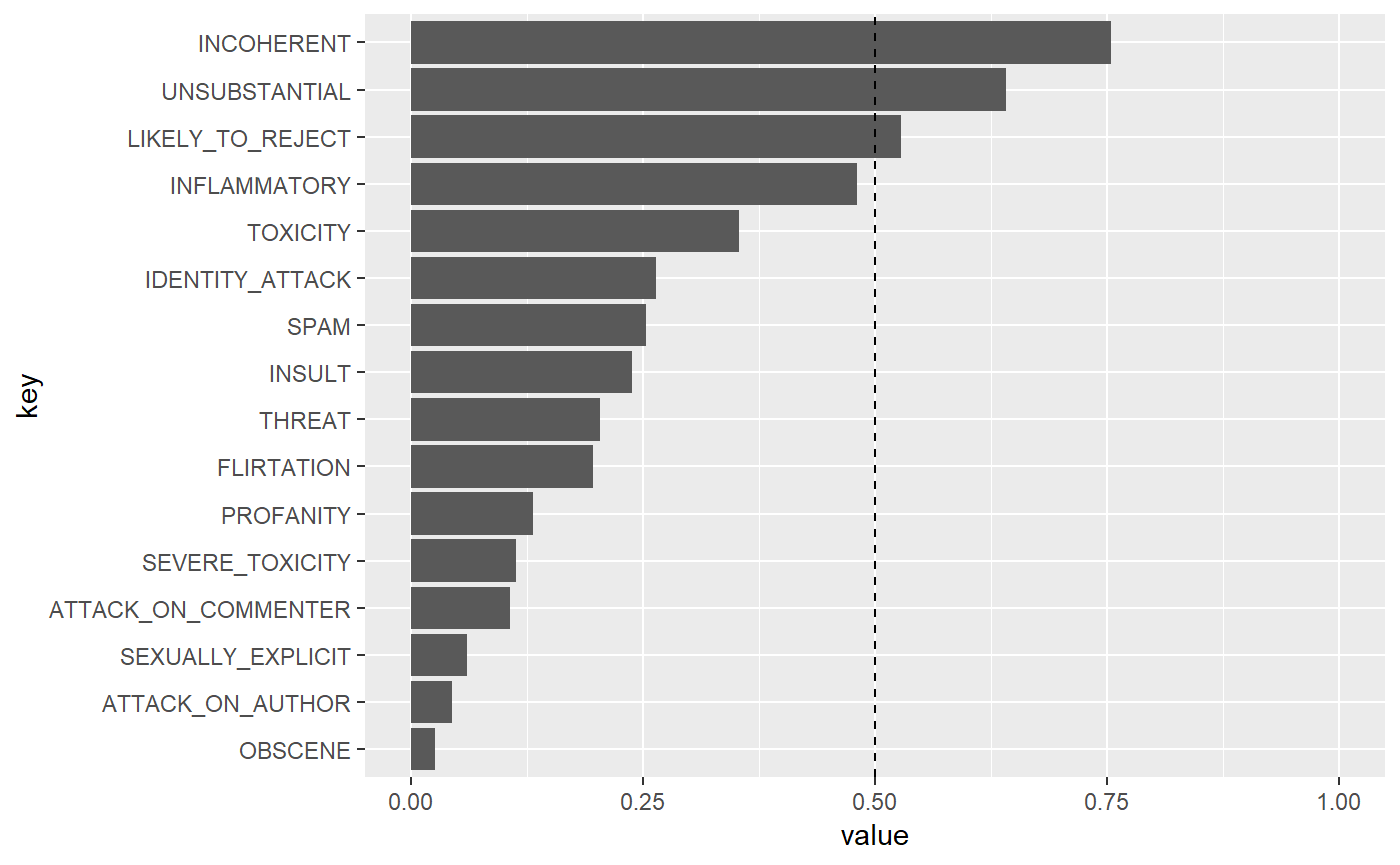 INCOHERENT
UNSUBSTANTIAL
LIKELY_TO_REJECT
INFLAMMATORY
TOXICITY
IDENTITY_ATTACK
SPAM
INSULT
THREAT
FLIRTATION
PROFANITY
SEVERE_TOXICITY
ATTACK_ON_COMMENTER
SEXUALLY_EXPLICIT
ATTACK_ON_AUTHOR
OBSCENE
key
0.00 0.25 0.50 0.75 1.00
value